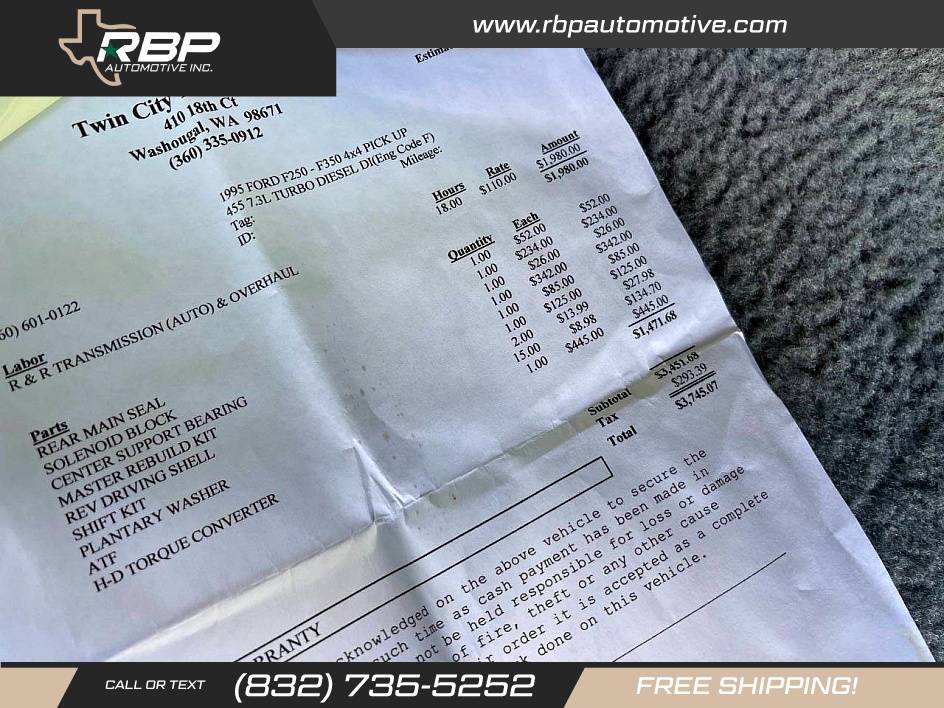 RBP
AUTOMOTIVE INC.
www.rbpautomotive.com
Twin City
410 18th Ct
Washougal, WA 98671
(360) 335-0912
1995 FORD F250 - F350 4x4 PICK UP
455 7.3L TURBO DIESEL DI(Eng Code F)
Tag: Mileage:
ID:
60) 601-0122
Labor Hours Rate Amount
R & R TRANSMISSION (AUTO) & OVERHAUL 18.00 $110.00 $1,980.00
$1,980.00
Parts Quantity Each
REAR MAIN SEAL 1.00 $52.00 $52.00
SOLENOID BLOCK 1.00 $234.00 $234.00
CENTER SUPPORT BEARING 1.00 $26.00 $26.00
MASTER REBUILD KIT 1.00 $342.00 $342.00
REV DRIVING SHELL 1.00 $85.00 $85.00
SHIFT KIT 1.00 $125.00 $125.00
PLANTARY WASHER 2.00 $13.99 $27.98
ATF 15.00 $8.98 $134.70
H-D TORQUE CONVERTER 1.00 $445.00 $445.00
$1,471.68
Subtotal $3,451.68
Tax $293.39
Total $3,745.07
cknowledged on the above vehicle to secure the
such time as cash payment has been made in
not be held responsible for loss or damage
of fire, theft or any other cause
order it is accepted as a complete
done on this vehicle.
CALL OR TEXT (832) 735-5252 FREE SHIPPING!